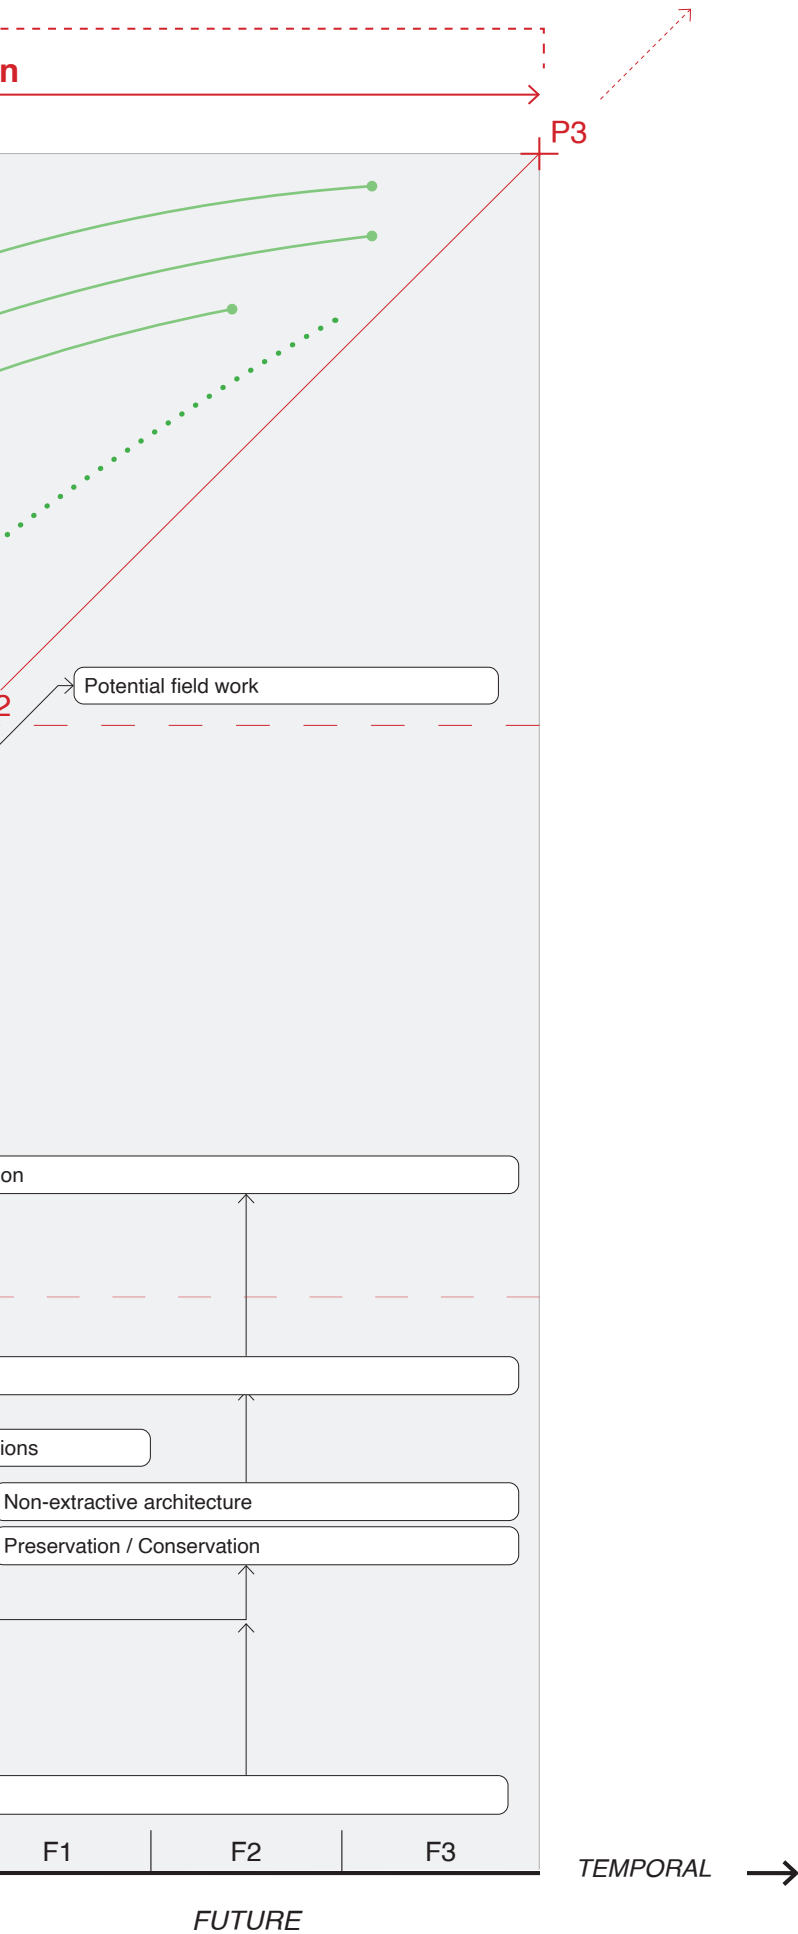 n
P3
Potential field work
2
on
ions
Non-extractive architecture
Preservation / Conservation
F1
F2
F3
TEMPORAL
FUTURE